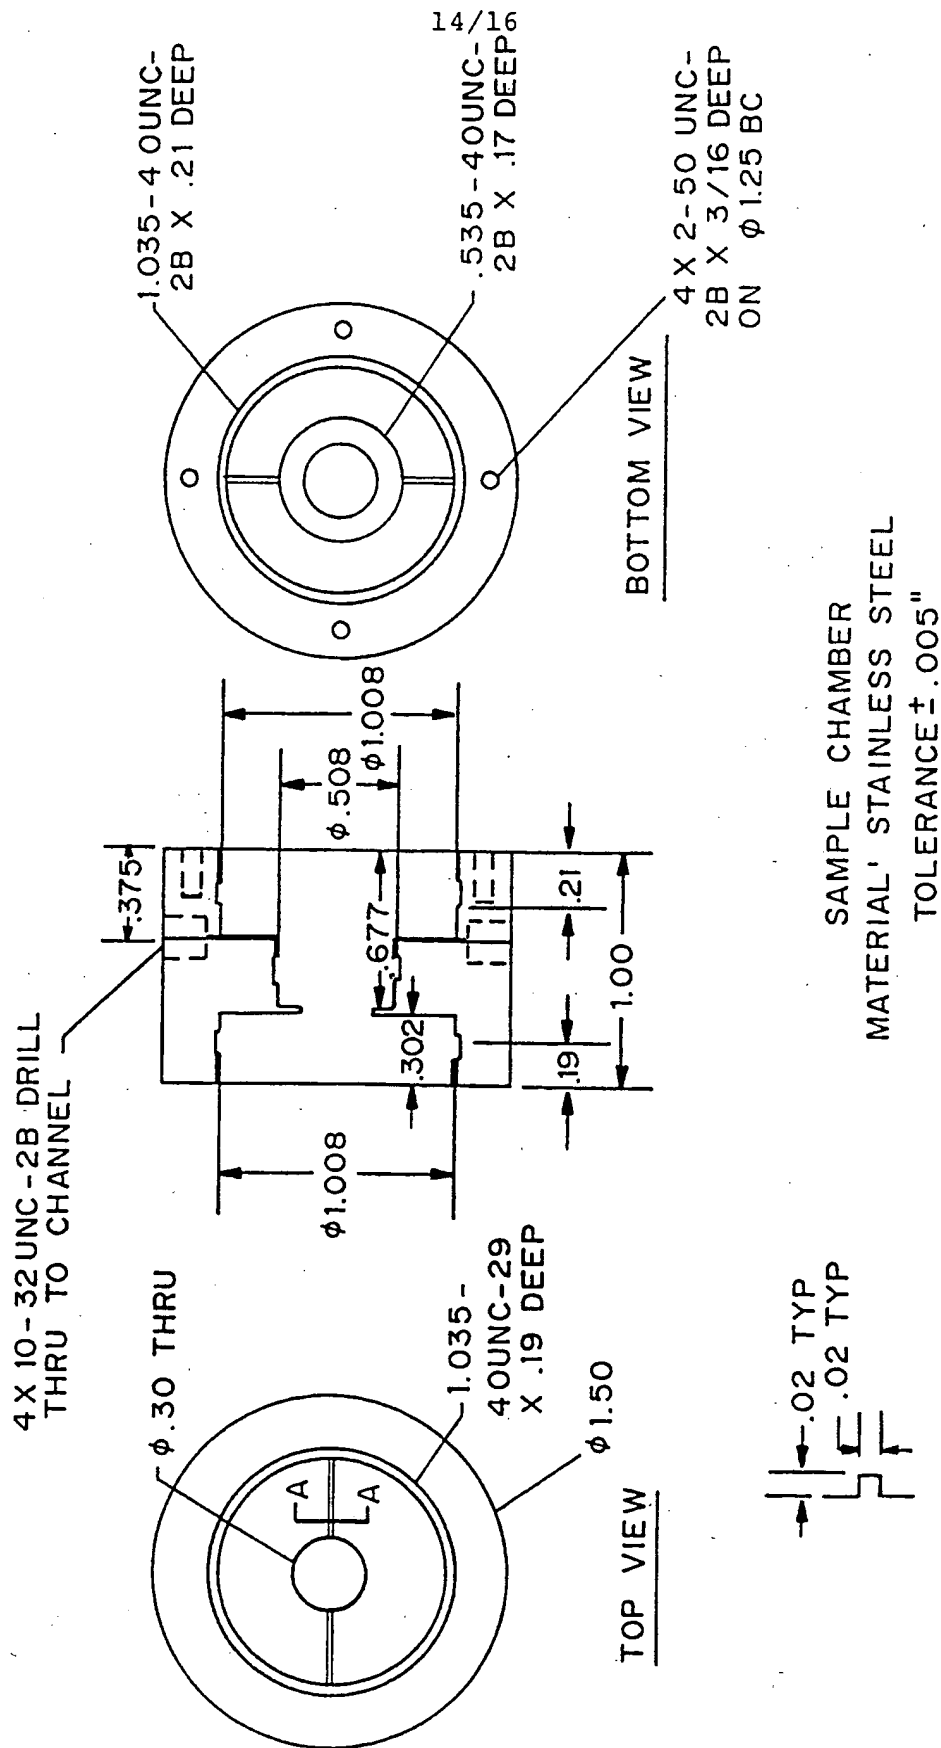 14/16
4 X 10-32 UNC-2B DRILL
THRU TO CHANNEL
φ.30 THRU
A
A
1.035-
40UNC-29
X .19 DEEP
φ1.50
TOP VIEW
.02 TYP
.02 TYP
.375
φ1.008
.302
.677
φ.508
φ1.008
.19
.21
1.00
1.035-40UNC-
2B X .21 DEEP
.535-40UNC-
2B X .17 DEEP
4 X 2-50 UNC-
2B X 3/16 DEEP
ON φ1.25 BC
BOTTOM VIEW
SAMPLE CHAMBER
MATERIAL' STAINLESS STEEL
TOLERANCE ±.005"